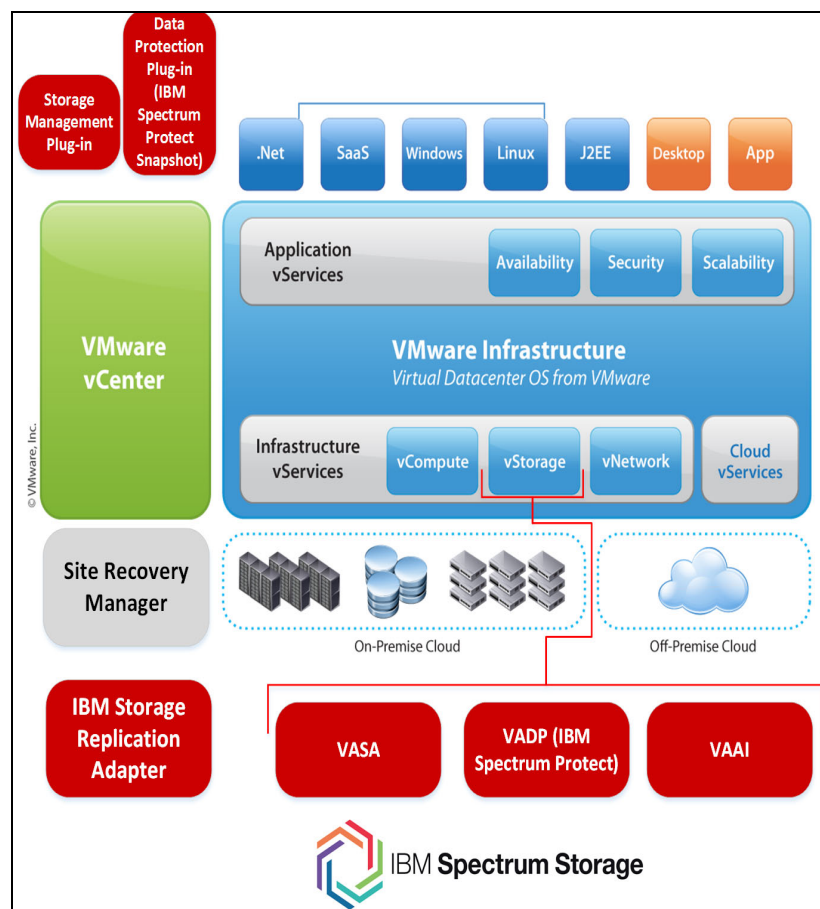 Data
Protection
Plug-in
(IBM
Spectrum
Protect
Snapshot)
Storage
Management
Plug-in
.Net
SaaS
Windows
Linux
J2EE
Desktop
App
VMware
vCenter
Application
vServices
Availability
Security
Scalability
VMware Infrastructure
Virtual Datacenter OS from VMware
Infrastructure
vServices
vCompute
vStorage
vNetwork
Cloud
vServices
© VMware, Inc.
Site Recovery
Manager
On-Premise Cloud
Off-Premise Cloud
IBM Storage
Replication
Adapter
VASA
VADP (IBM
Spectrum Protect)
VAAI
IBM Spectrum Storage